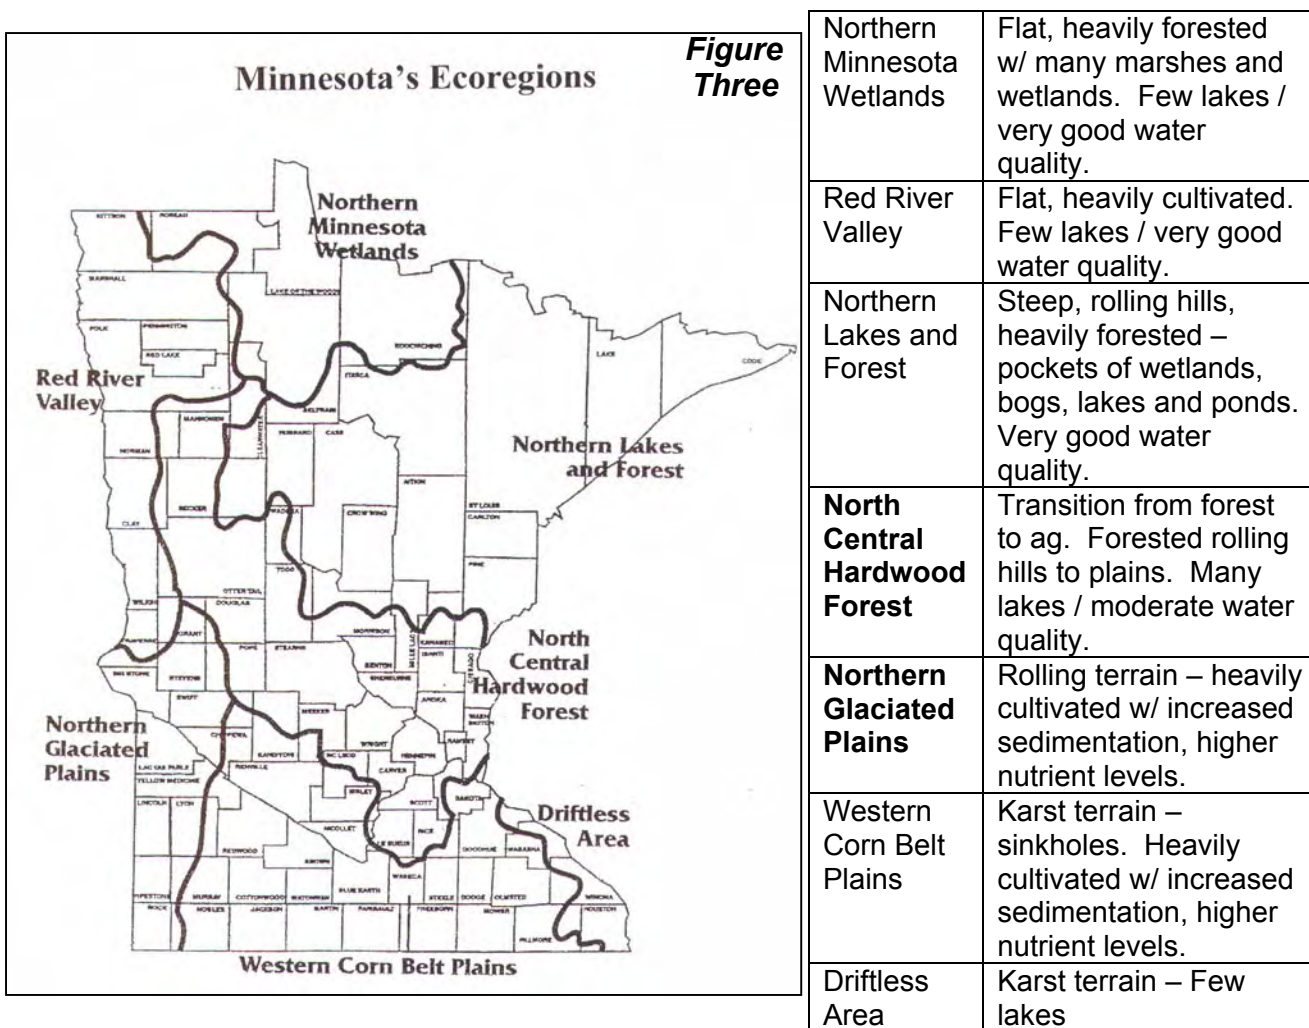 Figure
Three
Minnesota's Ecoregions
Northern
Minnesota
Wetlands
KITTSON
ROSEAU
MARSHALL
LAKE OF THE WOODS
POLK
PENNINGTON
RED LAKE
KOOCHICHING
LAKE
COOK
ITASCA
Red River
Valley
BELTRAMI
MAHNOMEN
CLEARWATER
HUBBARD
CASS
NORMAN
Northern Lakes
and Forest
AITKIN
BECKER
WADENA
CROW WING
ST LOUIS
CARLTON
CLAY
TODD
PINE
OTTER TAIL
WILKIN
DOUGLAS
GRANT
MORRISON
MILLE LACS
KANABEC
TRAVERSE
POPE
STEARNS
BENTON
ISANTI
CHISAGO
North
Central
Hardwood
Forest
BIG STONE
STEVENS
SHERBURNE
SWIFT
ANOKA
MEEKER
WRIGHT
HENNEPIN
RAMSEY
WASH
INGTON
Northern
Glaciated
Plains
CHIPPEWA
KANDIYOHI
MC LEOD
CARVER
LAC QUI PARLE
RENVILLE
YELLOW MEDICINE
SIBLEY
SCOTT
DAKOTA
LINCOLN
LYON
NICOLLET
LE SUEUR
RICE
Driftless
Area
REDWOOD
BROWN
GOODHUE
WABASHA
WASECA
PIPESTONE
MURRAY
COTTONWOOD
WATONWAN
BLUE EARTH
STEELE
DODGE
OLMSTED
WINONA
ROCK
NOBLES
JACKSON
MARTIN
FARIBAULT
FREEBORN
MOWER
FILLMORE
HOUSTON
Western Corn Belt Plains
Northern
Minnesota
Wetlands
Flat, heavily forested
w/ many marshes and
wetlands. Few lakes /
very good water
quality.
Red River
Valley
Flat, heavily cultivated.
Few lakes / very good
water quality.
Northern
Lakes and
Forest
Steep, rolling hills,
heavily forested –
pockets of wetlands,
bogs, lakes and ponds.
Very good water
quality.
North
Central
Hardwood
Forest
Transition from forest
to ag. Forested rolling
hills to plains. Many
lakes / moderate water
quality.
Northern
Glaciated
Plains
Rolling terrain – heavily
cultivated w/ increased
sedimentation, higher
nutrient levels.
Western
Corn Belt
Plains
Karst terrain –
sinkholes. Heavily
cultivated w/ increased
sedimentation, higher
nutrient levels.
Driftless
Area
Karst terrain – Few
lakes